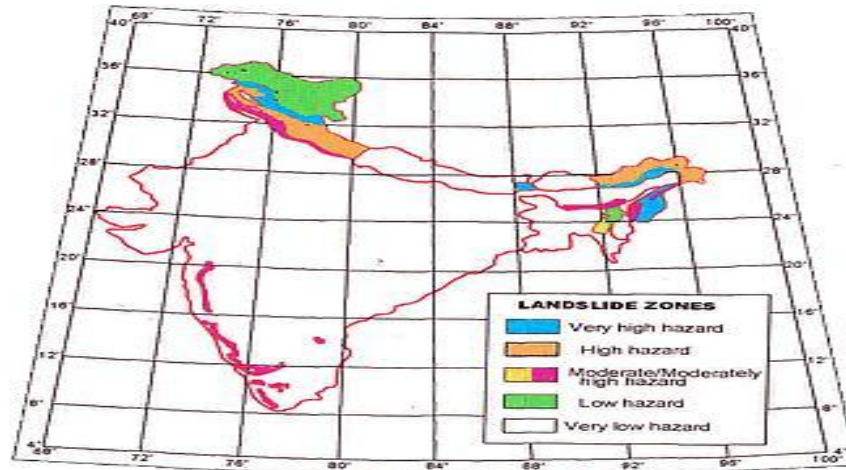 68° 72° 76° 80° 84° 88° 92° 96° 100°
40° 40°
36° 36°
32° 32°
28° 28°
24° 24°
20° 20°
16° 16°
LANDSLIDE ZONES
Very high hazard
12° 12°
High hazard
Moderate/Moderately
high hazard
8° 8°
Low hazard
Very low hazard
4° 4°
68° 72° 76° 80° 84° 88° 92° 96° 100°